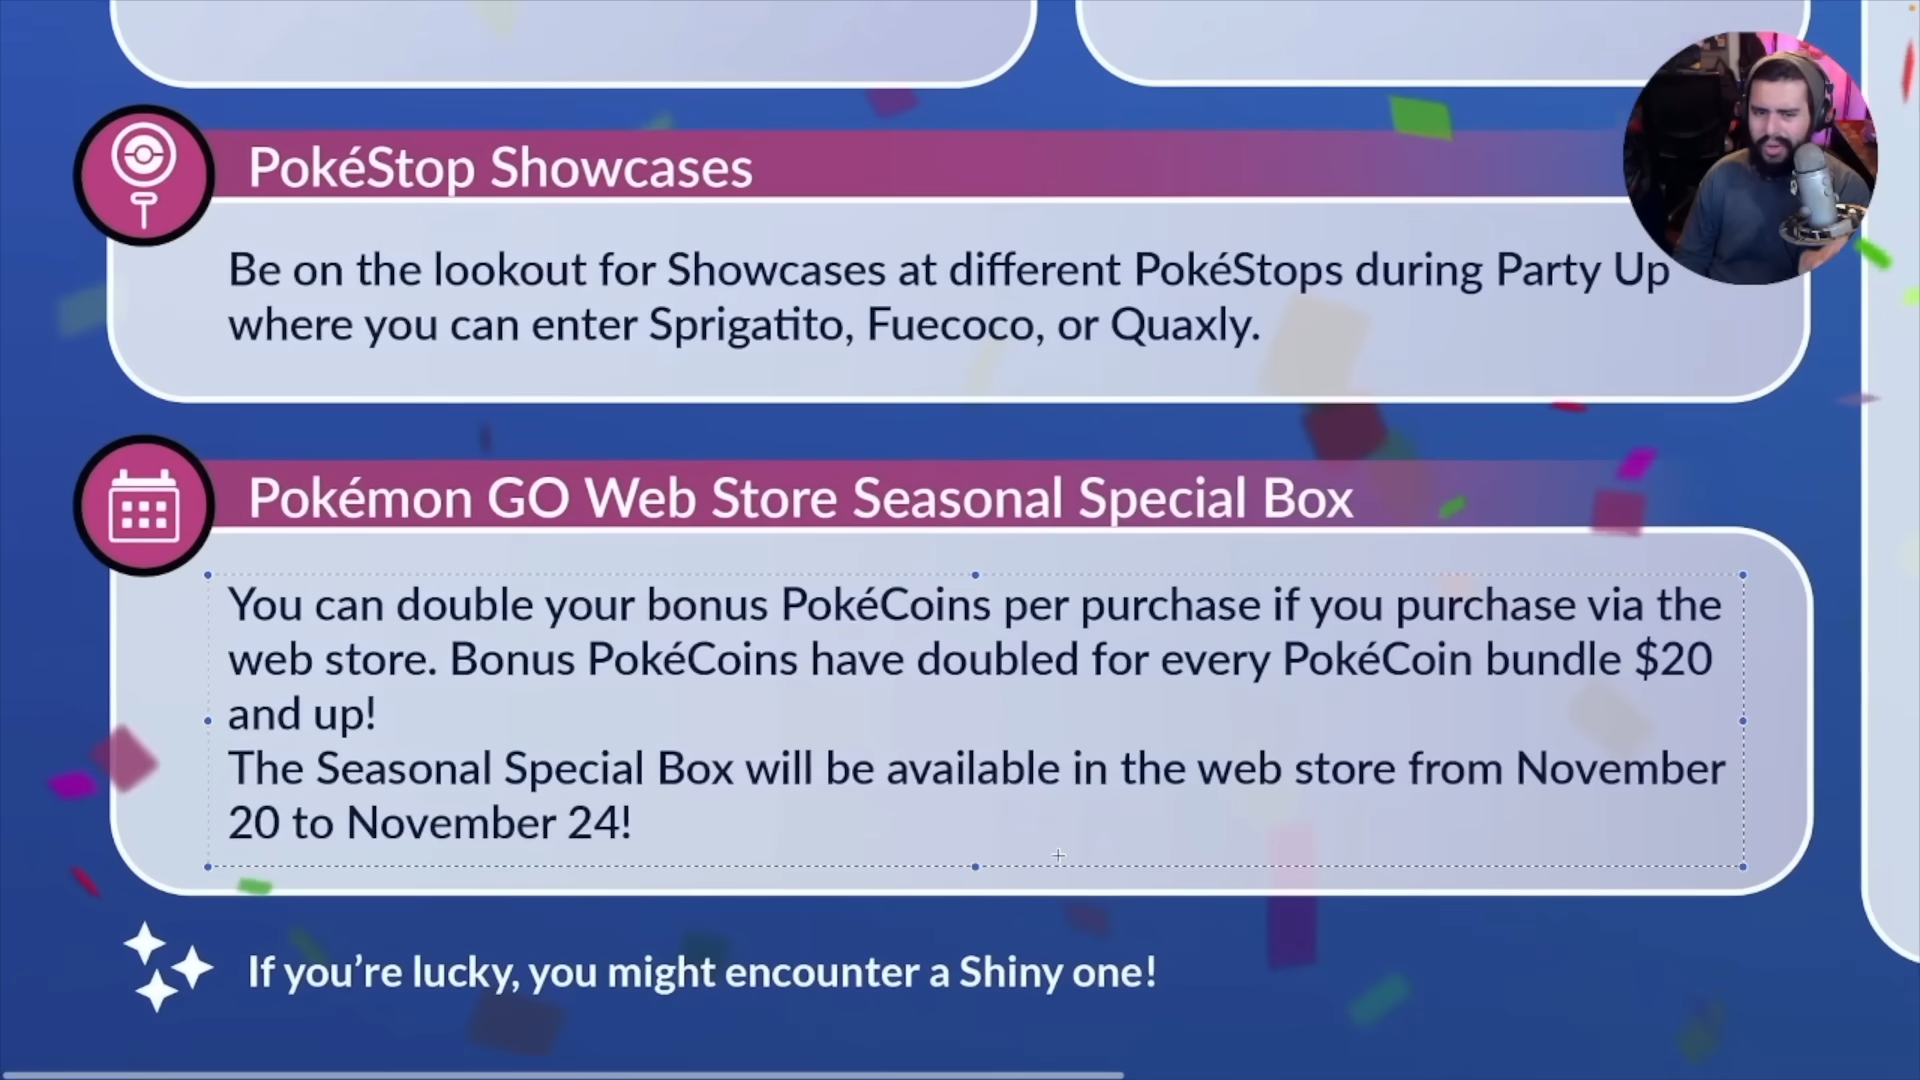 PokéStop Showcases
Be on the lookout for Showcases at different PokéStops during Party Up
where you can enter Sprigatito, Fuecoco, or Quaxly.
Pokémon GO Web Store Seasonal Special Box
You can double your bonus PokéCoins per purchase if you purchase via the
web store. Bonus PokéCoins have doubled for every PokéCoin bundle $20
and up!
The Seasonal Special Box will be available in the web store from November
20 to November 24!
If you’re lucky, you might encounter a Shiny one!